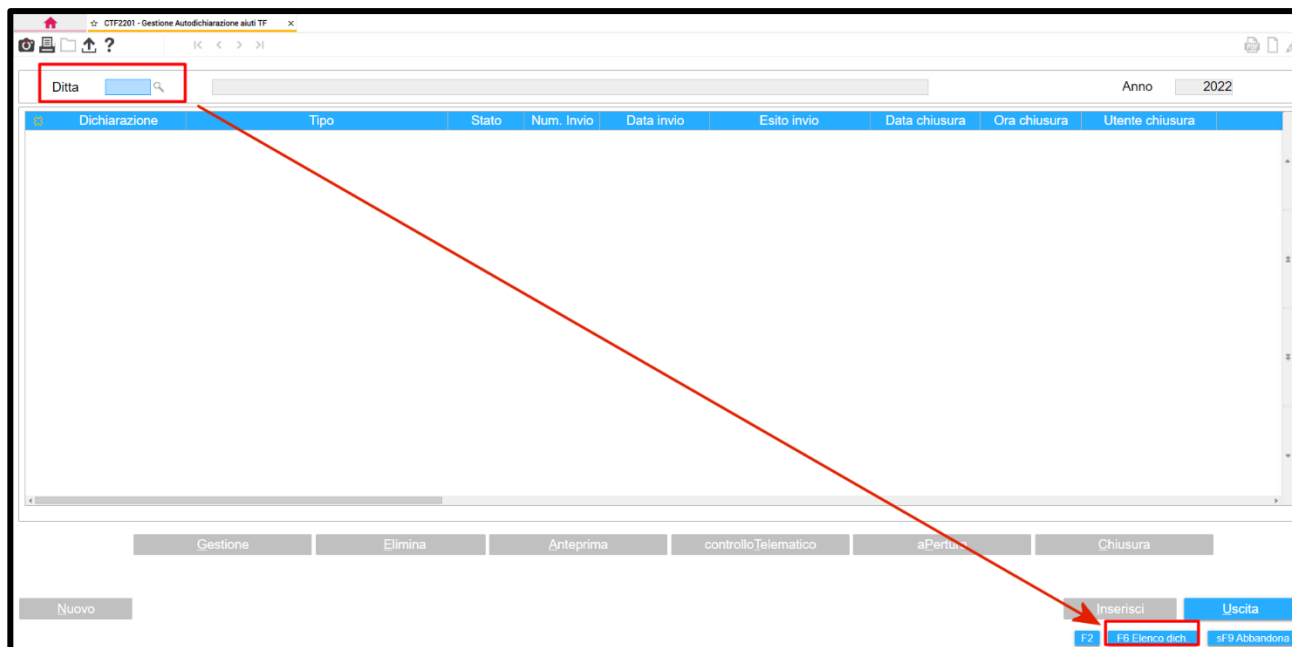 CTF2201 - Gestione Autodichiarazione aiuti TF
Ditta
Anno 2022
Dichiarazione Tipo Stato Num. Invio Data invio Esito invio Data chiusura Ora chiusura Utente chiusura
Gestione Elimina Anteprima controlloTelematico aPertura Chiusura
Nuovo Inserisci Uscita
F2 F6 Elenco dich. sF9 Abbandona